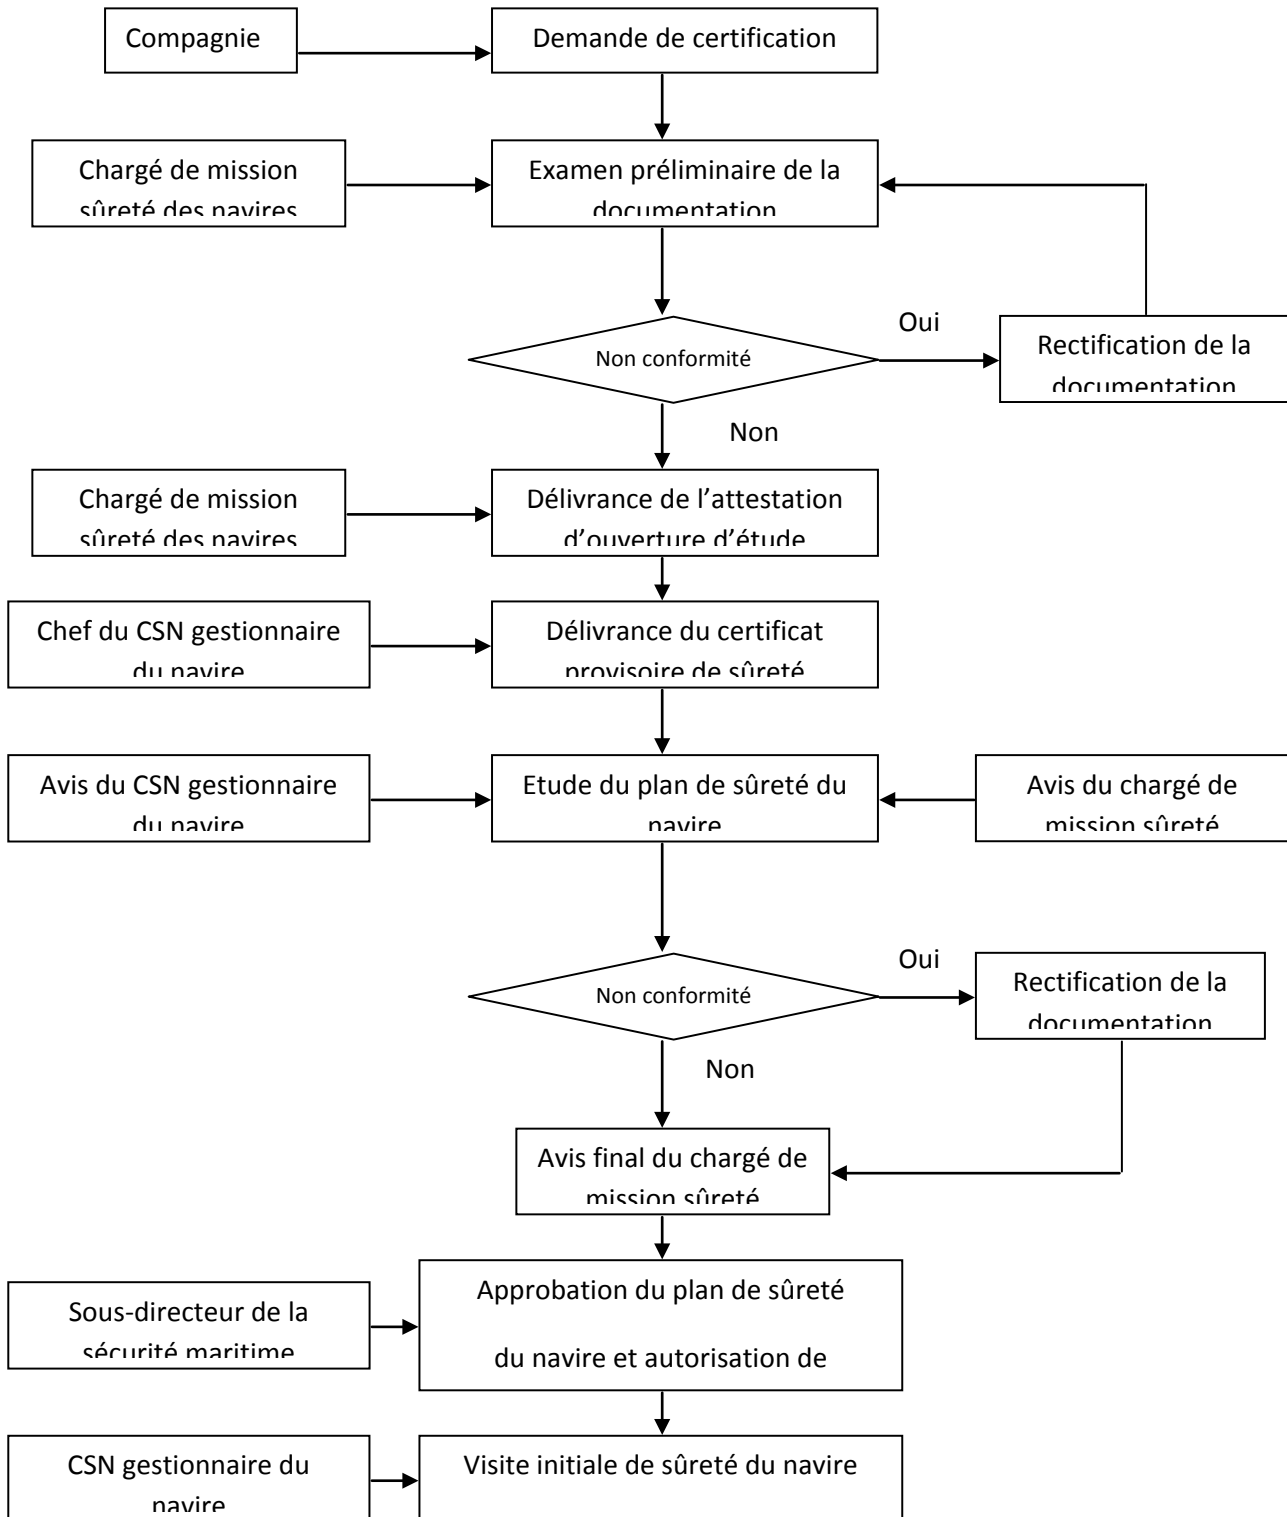 Compagnie
Demande de certification
Chargé de mission
sûreté des navires
Examen préliminaire de la
documentation
Oui
Non conformité
Rectification de la
documentation
Non
Chargé de mission
sûreté des navires
Délivrance de l’attestation
d’ouverture d’étude
Chef du CSN gestionnaire
du navire
Délivrance du certificat
provisoire de sûreté
Avis du CSN gestionnaire
du navire
Etude du plan de sûreté du
navire
Avis du chargé de
mission sûreté
Oui
Non conformité
Rectification de la
documentation
Non
Avis final du chargé de
mission sûreté
Sous-directeur de la
sécurité maritime
Approbation du plan de sûreté
du navire et autorisation de
CSN gestionnaire du
navire
Visite initiale de sûreté du navire